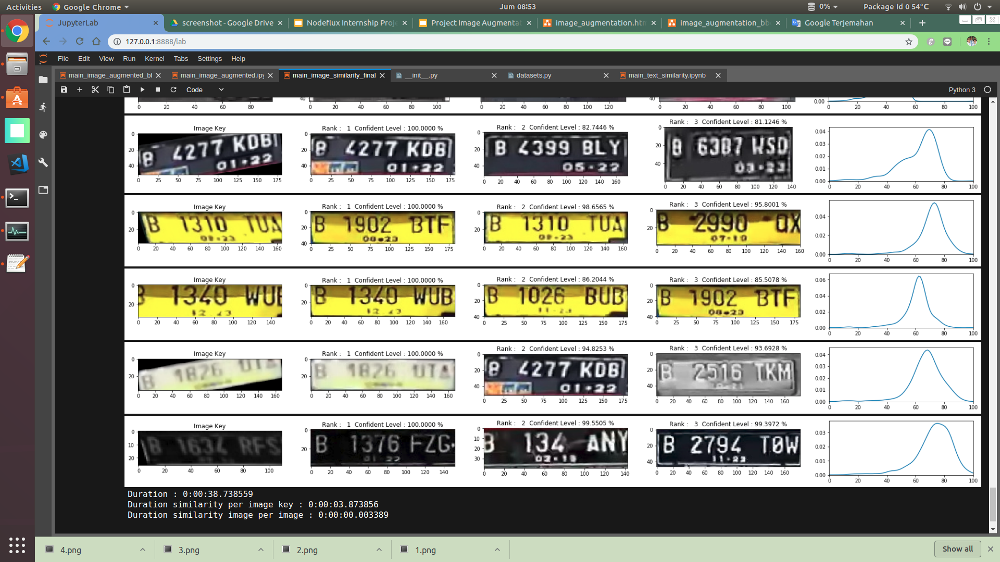 Activities Google Chrome Jum 08:53 0% Package id 0 54°C
JupyterLab screenshot - Google Drive Nodeflux Internship Proj Project Image Augmentat image_augmentation.htm image_augmentation_bb Google Terjemahan
127.0.0.1:8888/lab
File Edit View Run Kernel Tabs Settings Help
main_image_augmented_bl main_image_augmented.ipy main_image_similarity_final __init__.py datasets.py main_text_similarity.ipynb
Code Python 3
40 40 0.00
0 20 40 60 80 0 20 40 60 80 100 0 20 40 60 80 100 120 0 20 40 60 80 100 0 20 40 60 80 100
Image Key Rank : 1 Confident Level : 100.0000 % Rank : 2 Confident Level : 82.7446 % Rank : 3 Confident Level : 81.1246 %
B 4277 KDB B 4277 KDB B 4399 BLY B 6387 WSD
01·22 01·22 05·22 03·23
0 20 40 0 20 40 0 20 40 0 20 40 0.04 0.03 0.02 0.01 0.00
0 25 50 75 100 125 150 175 0 25 50 75 100 125 150 175 0 20 40 60 80 100 120 140 160 0 20 40 60 80 100 120 140 0 20 40 60 80 100
Image Key Rank : 1 Confident Level : 100.0000 % Rank : 2 Confident Level : 98.6565 % Rank : 3 Confident Level : 95.8001 %
B 1310 TUA B 1902 BTF B 1310 TUA B 2990 QX
08·23 08·23 08·23 07·19
0 20 0 20 40 0 20 0 20 0.04 0.02 0.00
0 20 40 60 80 100 120 140 160 0 25 50 75 100 125 150 175 0 20 40 60 80 100 120 140 160 0 20 40 60 80 100 120 140 160 0 20 40 60 80 100
Image Key Rank : 1 Confident Level : 100.0000 % Rank : 2 Confident Level : 86.2044 % Rank : 3 Confident Level : 85.5078 %
B 1340 WUB B 1340 WUB B 1026 BUB B 1902 BTF
12·23 12·23 11·23 08·23
0 20 0 20 0 20 40 0 20 40 0.06 0.04 0.02 0.00
0 20 40 60 80 100 120 140 0 20 40 60 80 100 120 140 160 0 25 50 75 100 125 150 175 0 25 50 75 100 125 150 175 0 20 40 60 80 100
Image Key Rank : 1 Confident Level : 100.0000 % Rank : 2 Confident Level : 94.8253 % Rank : 3 Confident Level : 93.6928 %
B 1826 UTA B 1826 UTA B 4277 KDB B 2516 TKM
01·22
0 20 0 20 0 20 40 0 20 40 0.04 0.03 0.02 0.01 0.00
0 20 40 60 80 100 120 140 160 0 20 40 60 80 100 120 140 160 0 25 50 75 100 125 150 175 0 20 40 60 80 100 120 140 160 0 20 40 60 80 100
Image Key Rank : 1 Confident Level : 100.0000 % Rank : 2 Confident Level : 99.5505 % Rank : 3 Confident Level : 99.3972 %
B 1634 RFS B 1376 FZG B 134 ANY B 2794 TOW
01·22 02·19 11·22
0 10 20 0 20 0 10 20 30 0 20 40 0.03 0.02 0.01 0.00
0 20 40 60 80 100 0 20 40 60 80 100 120 140 0 20 40 60 80 100 120 140 0 20 40 60 80 100 120 140 160 0 20 40 60 80 100
Duration : 0:00:38.738559
Duration similarity per image key : 0:00:03.873856
Duration similarity image per image : 0:00:00.003389
4.png 3.png 2.png 1.png Show all